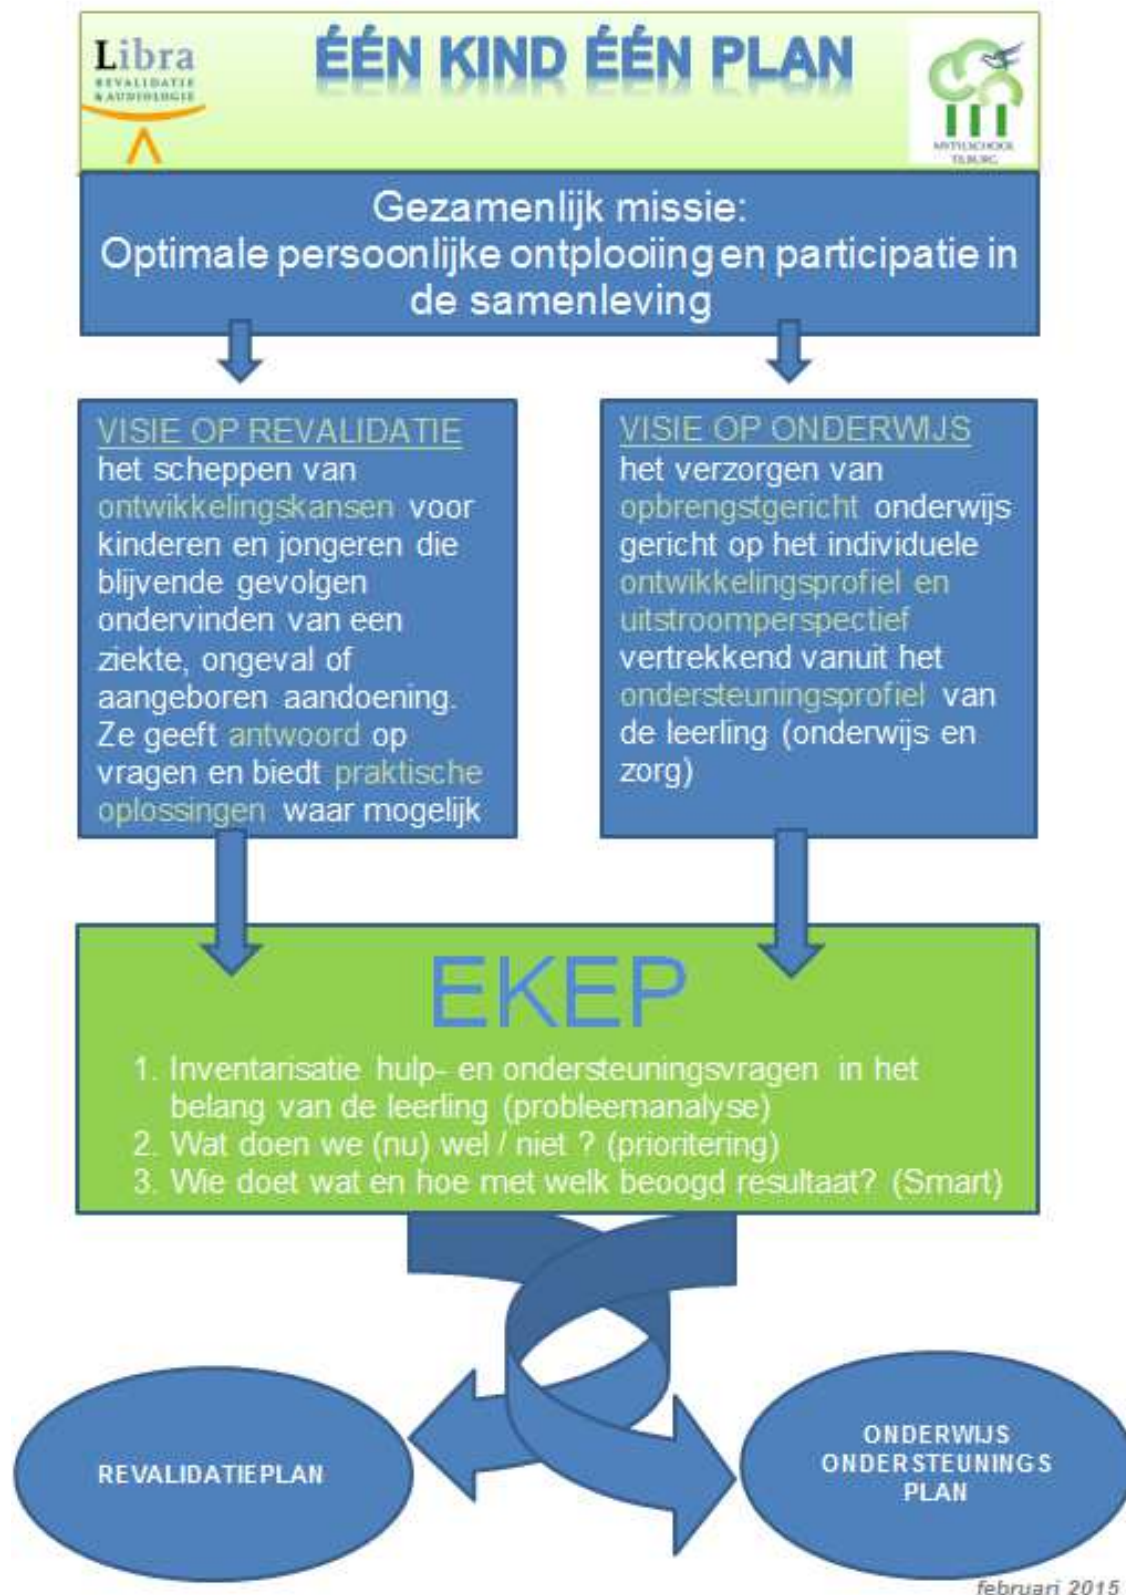 Libra
REVALIDATIE
& AUDIOLOGIE
ÉÉN KIND ÉÉN PLAN
MYTYLSCHOOL
TILBURG
Gezamenlijk missie:
Optimale persoonlijke ontplooiing en participatie in
de samenleving
VISIE OP REVALIDATIE
het scheppen van
ontwikkelingskansen voor
kinderen en jongeren die
blijvende gevolgen
ondervinden van een
ziekte, ongeval of
aangeboren aandoening.
Ze geeft antwoord op
vragen en biedt praktische
oplossingen waar mogelijk
VISIE OP ONDERWIJS
het verzorgen van
opbrengstgericht onderwijs
gericht op het individuele
ontwikkelingsprofiel en
uitstroomperspectief
vertrekkend vanuit het
ondersteuningsprofiel van
de leerling (onderwijs en
zorg)
EKEP
1. Inventarisatie hulp- en ondersteuningsvragen in het
belang van de leerling (probleemanalyse)
2. Wat doen we (nu) wel / niet ? (prioritering)
3. Wie doet wat en hoe met welk beoogd resultaat? (Smart)
REVALIDATIEPLAN
ONDERWIJS
ONDERSTEUNINGS
PLAN
februari 2015